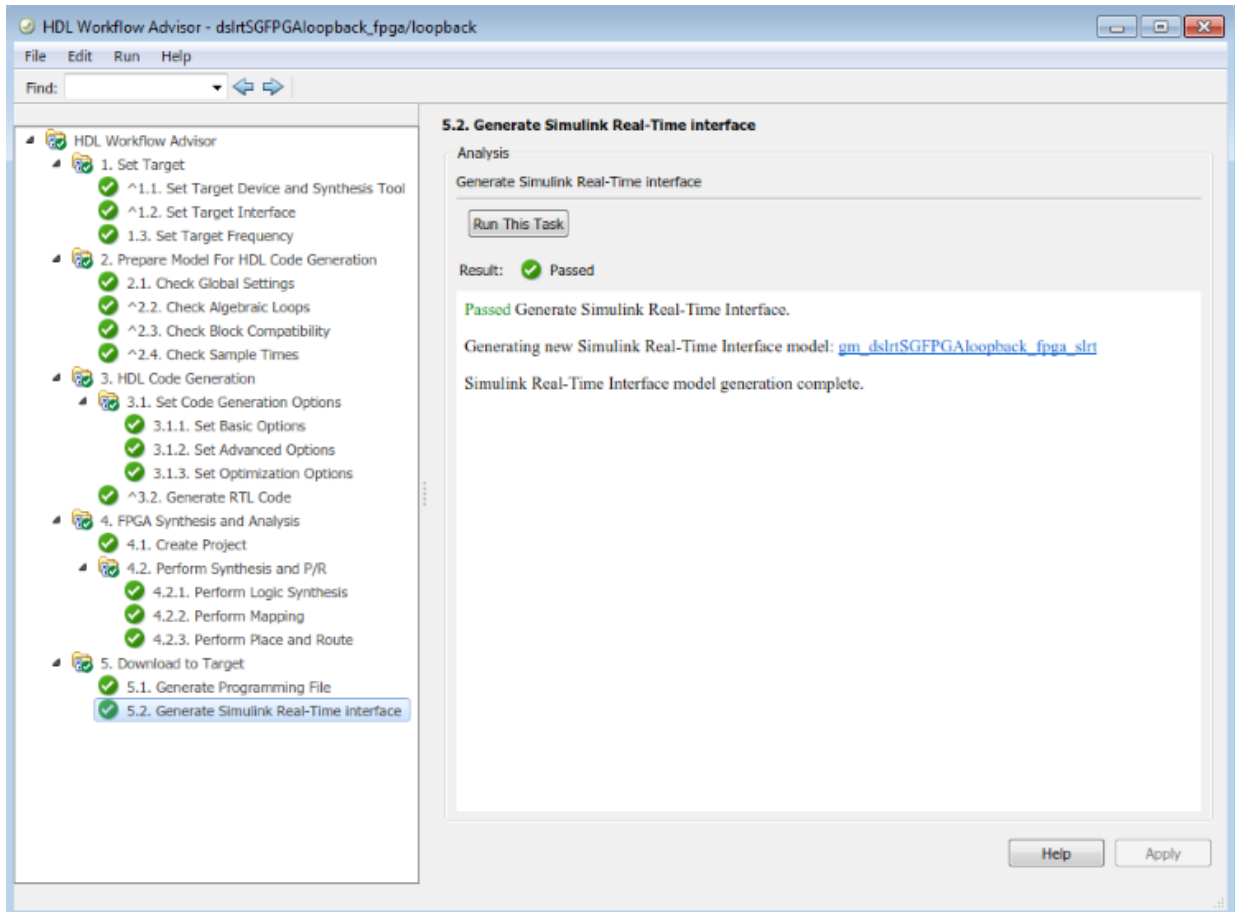 HDL Workflow Advisor - dslrtSGFPGAloopback_fpga/loopback
File Edit Run Help
Find:
HDL Workflow Advisor
1. Set Target
^1.1. Set Target Device and Synthesis Tool
^1.2. Set Target Interface
1.3. Set Target Frequency
2. Prepare Model For HDL Code Generation
2.1. Check Global Settings
^2.2. Check Algebraic Loops
^2.3. Check Block Compatibility
^2.4. Check Sample Times
3. HDL Code Generation
3.1. Set Code Generation Options
3.1.1. Set Basic Options
3.1.2. Set Advanced Options
3.1.3. Set Optimization Options
^3.2. Generate RTL Code
4. FPGA Synthesis and Analysis
4.1. Create Project
4.2. Perform Synthesis and P/R
4.2.1. Perform Logic Synthesis
4.2.2. Perform Mapping
4.2.3. Perform Place and Route
5. Download to Target
5.1. Generate Programming File
5.2. Generate Simulink Real-Time interface
5.2. Generate Simulink Real-Time interface
Analysis
Generate Simulink Real-Time interface
Run This Task
Result: Passed
Passed Generate Simulink Real-Time Interface.
Generating new Simulink Real-Time Interface model: gm_dslrtSGFPGAloopback_fpga_slrt
Simulink Real-Time Interface model generation complete.
Help Apply